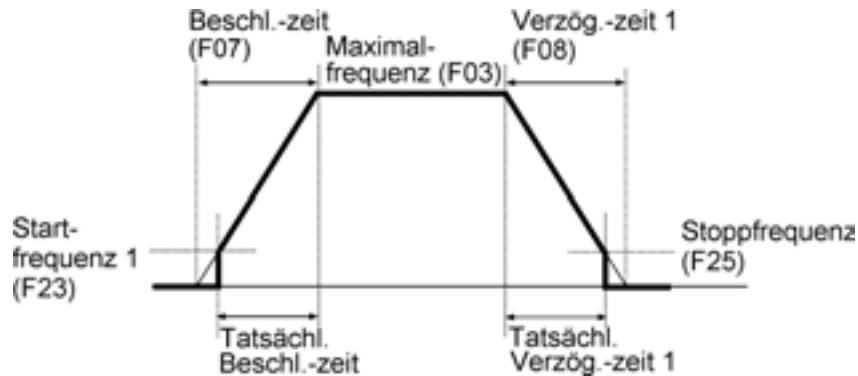 Beschl.-zeit
(F07)
Maximal-
frequenz (F03)
Verzög.-zeit 1
(F08)
Start-
frequenz 1
(F23)
Stoppfrequenz
(F25)
Tatsächl.
Beschl.-zeit
Tatsächl.
Verzög.-zeit 1